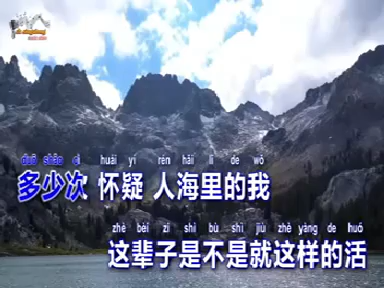 duō shǎo cì huái yí rén hǎi lǐ de wǒ
多少次 怀疑 人海里的我
zhè bèi zǐ shì bù shì jiù zhè yàng de huó
这辈子是不是就这样的活